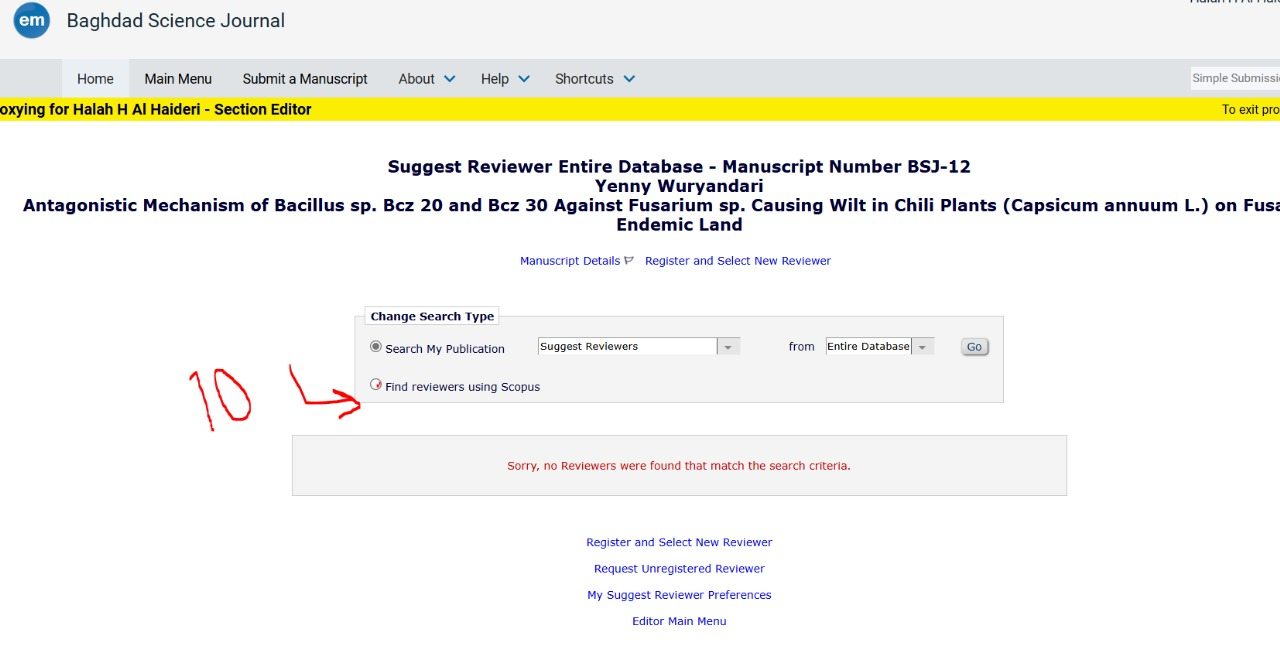 em Baghdad Science Journal
Home Main Menu Submit a Manuscript About Help Shortcuts Simple Submissi
oxying for Halah H Al Haideri - Section Editor To exit pro
Suggest Reviewer Entire Database - Manuscript Number BSJ-12
Yenny Wuryandari
Antagonistic Mechanism of Bacillus sp. Bcz 20 and Bcz 30 Against Fusarium sp. Causing Wilt in Chili Plants (Capsicum annuum L.) on Fusa
Endemic Land
Manuscript Details Register and Select New Reviewer
Change Search Type
Search My Publication Suggest Reviewers from Entire Database Go
Find reviewers using Scopus
10
Sorry, no Reviewers were found that match the search criteria.
Register and Select New Reviewer
Request Unregistered Reviewer
My Suggest Reviewer Preferences
Editor Main Menu